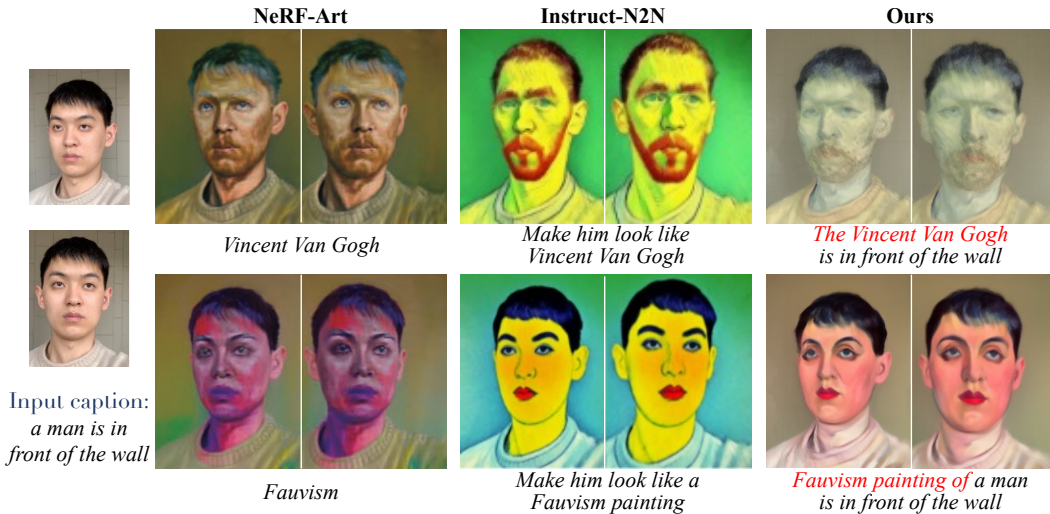 NeRF-Art
Instruct-N2N
Ours
Vincent Van Gogh
Make him look like
Vincent Van Gogh
The Vincent Van Gogh
is in front of the wall
Input caption:
a man is in
front of the wall
Fauvism
Make him look like a
Fauvism painting
Fauvism painting of a man
is in front of the wall